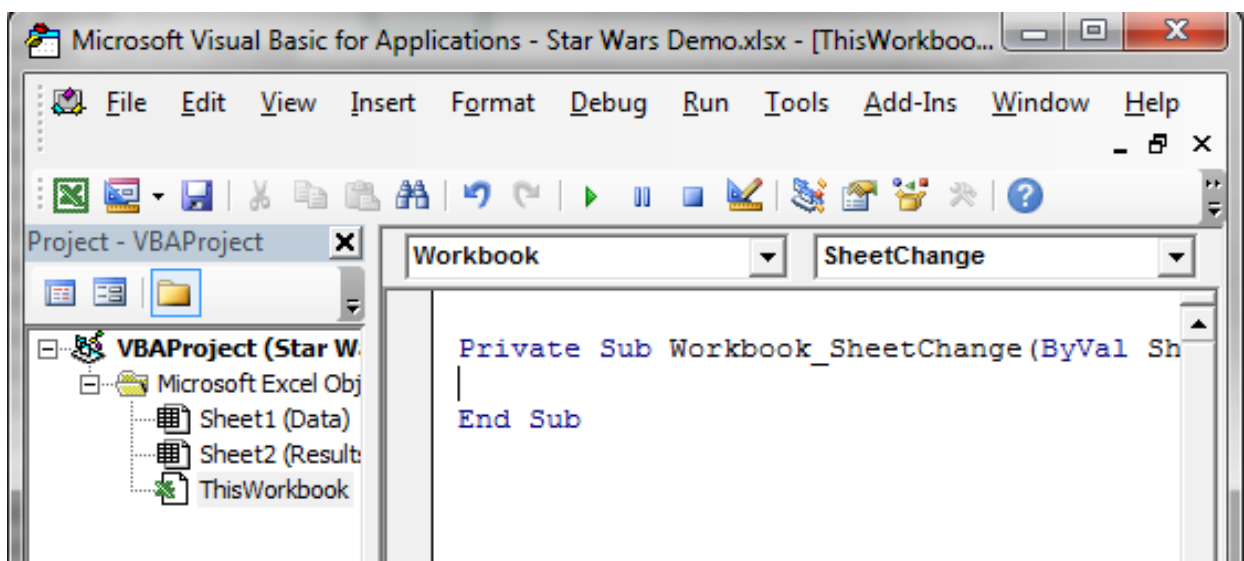 Microsoft Visual Basic for Applications - Star Wars Demo.xlsx - [ThisWorkboo...
File Edit View Insert Format Debug Run Tools Add-Ins Window Help
Project - VBAProject
Workbook SheetChange
VBAProject (Star W
Microsoft Excel Obj
Sheet1 (Data)
Sheet2 (Results
ThisWorkbook
Private Sub Workbook_SheetChange(ByVal Sh
End Sub